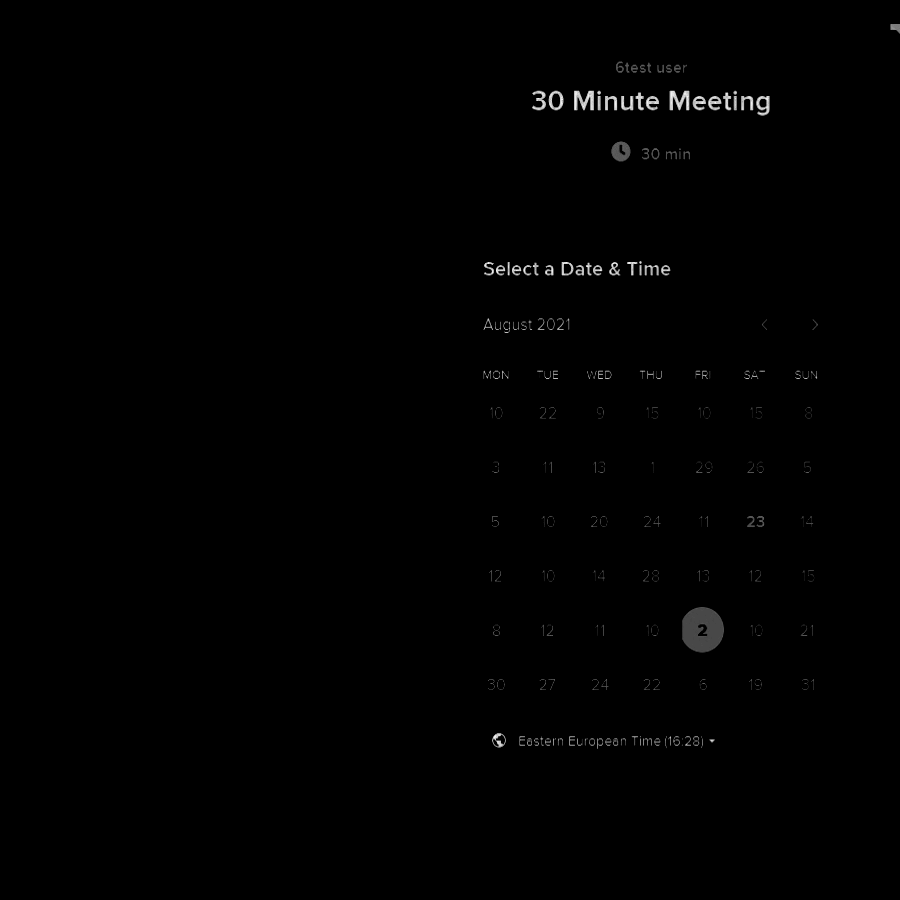 6test user
30 Minute Meeting
30 min
Select a Date & Time
August 2021
MON TUE WED THU FRI SAT SUN
10 22 9 15 10 15 8
3 11 13 1 29 26 5
5 10 20 24 11 23 14
12 10 14 28 13 12 15
8 12 11 10 2 10 21
30 27 24 22 6 19 31
Eastern European Time (16:28)